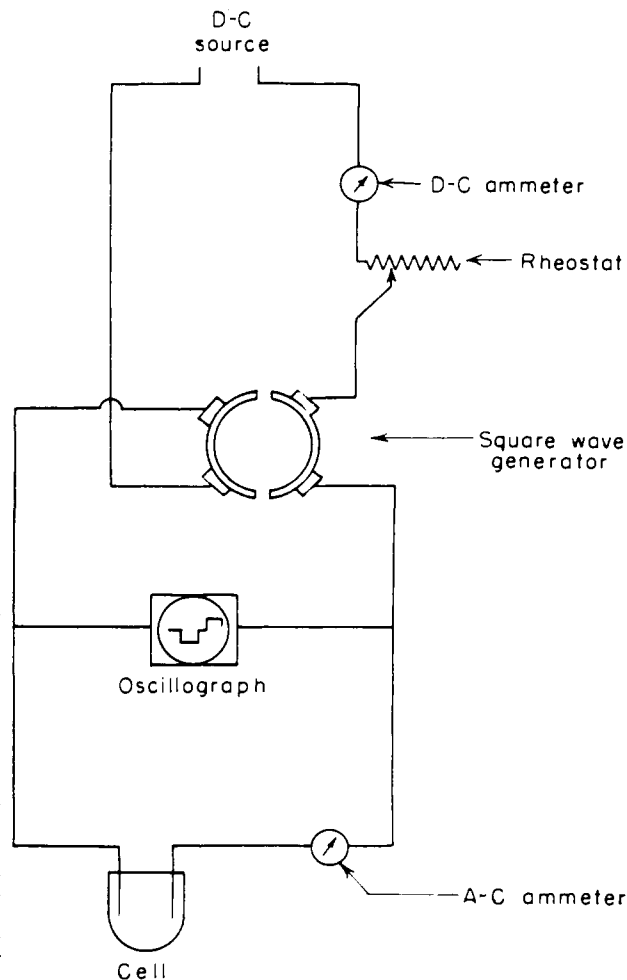 D-C
source
D-C ammeter
Rheostat
Square wave
generator
Oscillograph
A-C ammeter
Cell